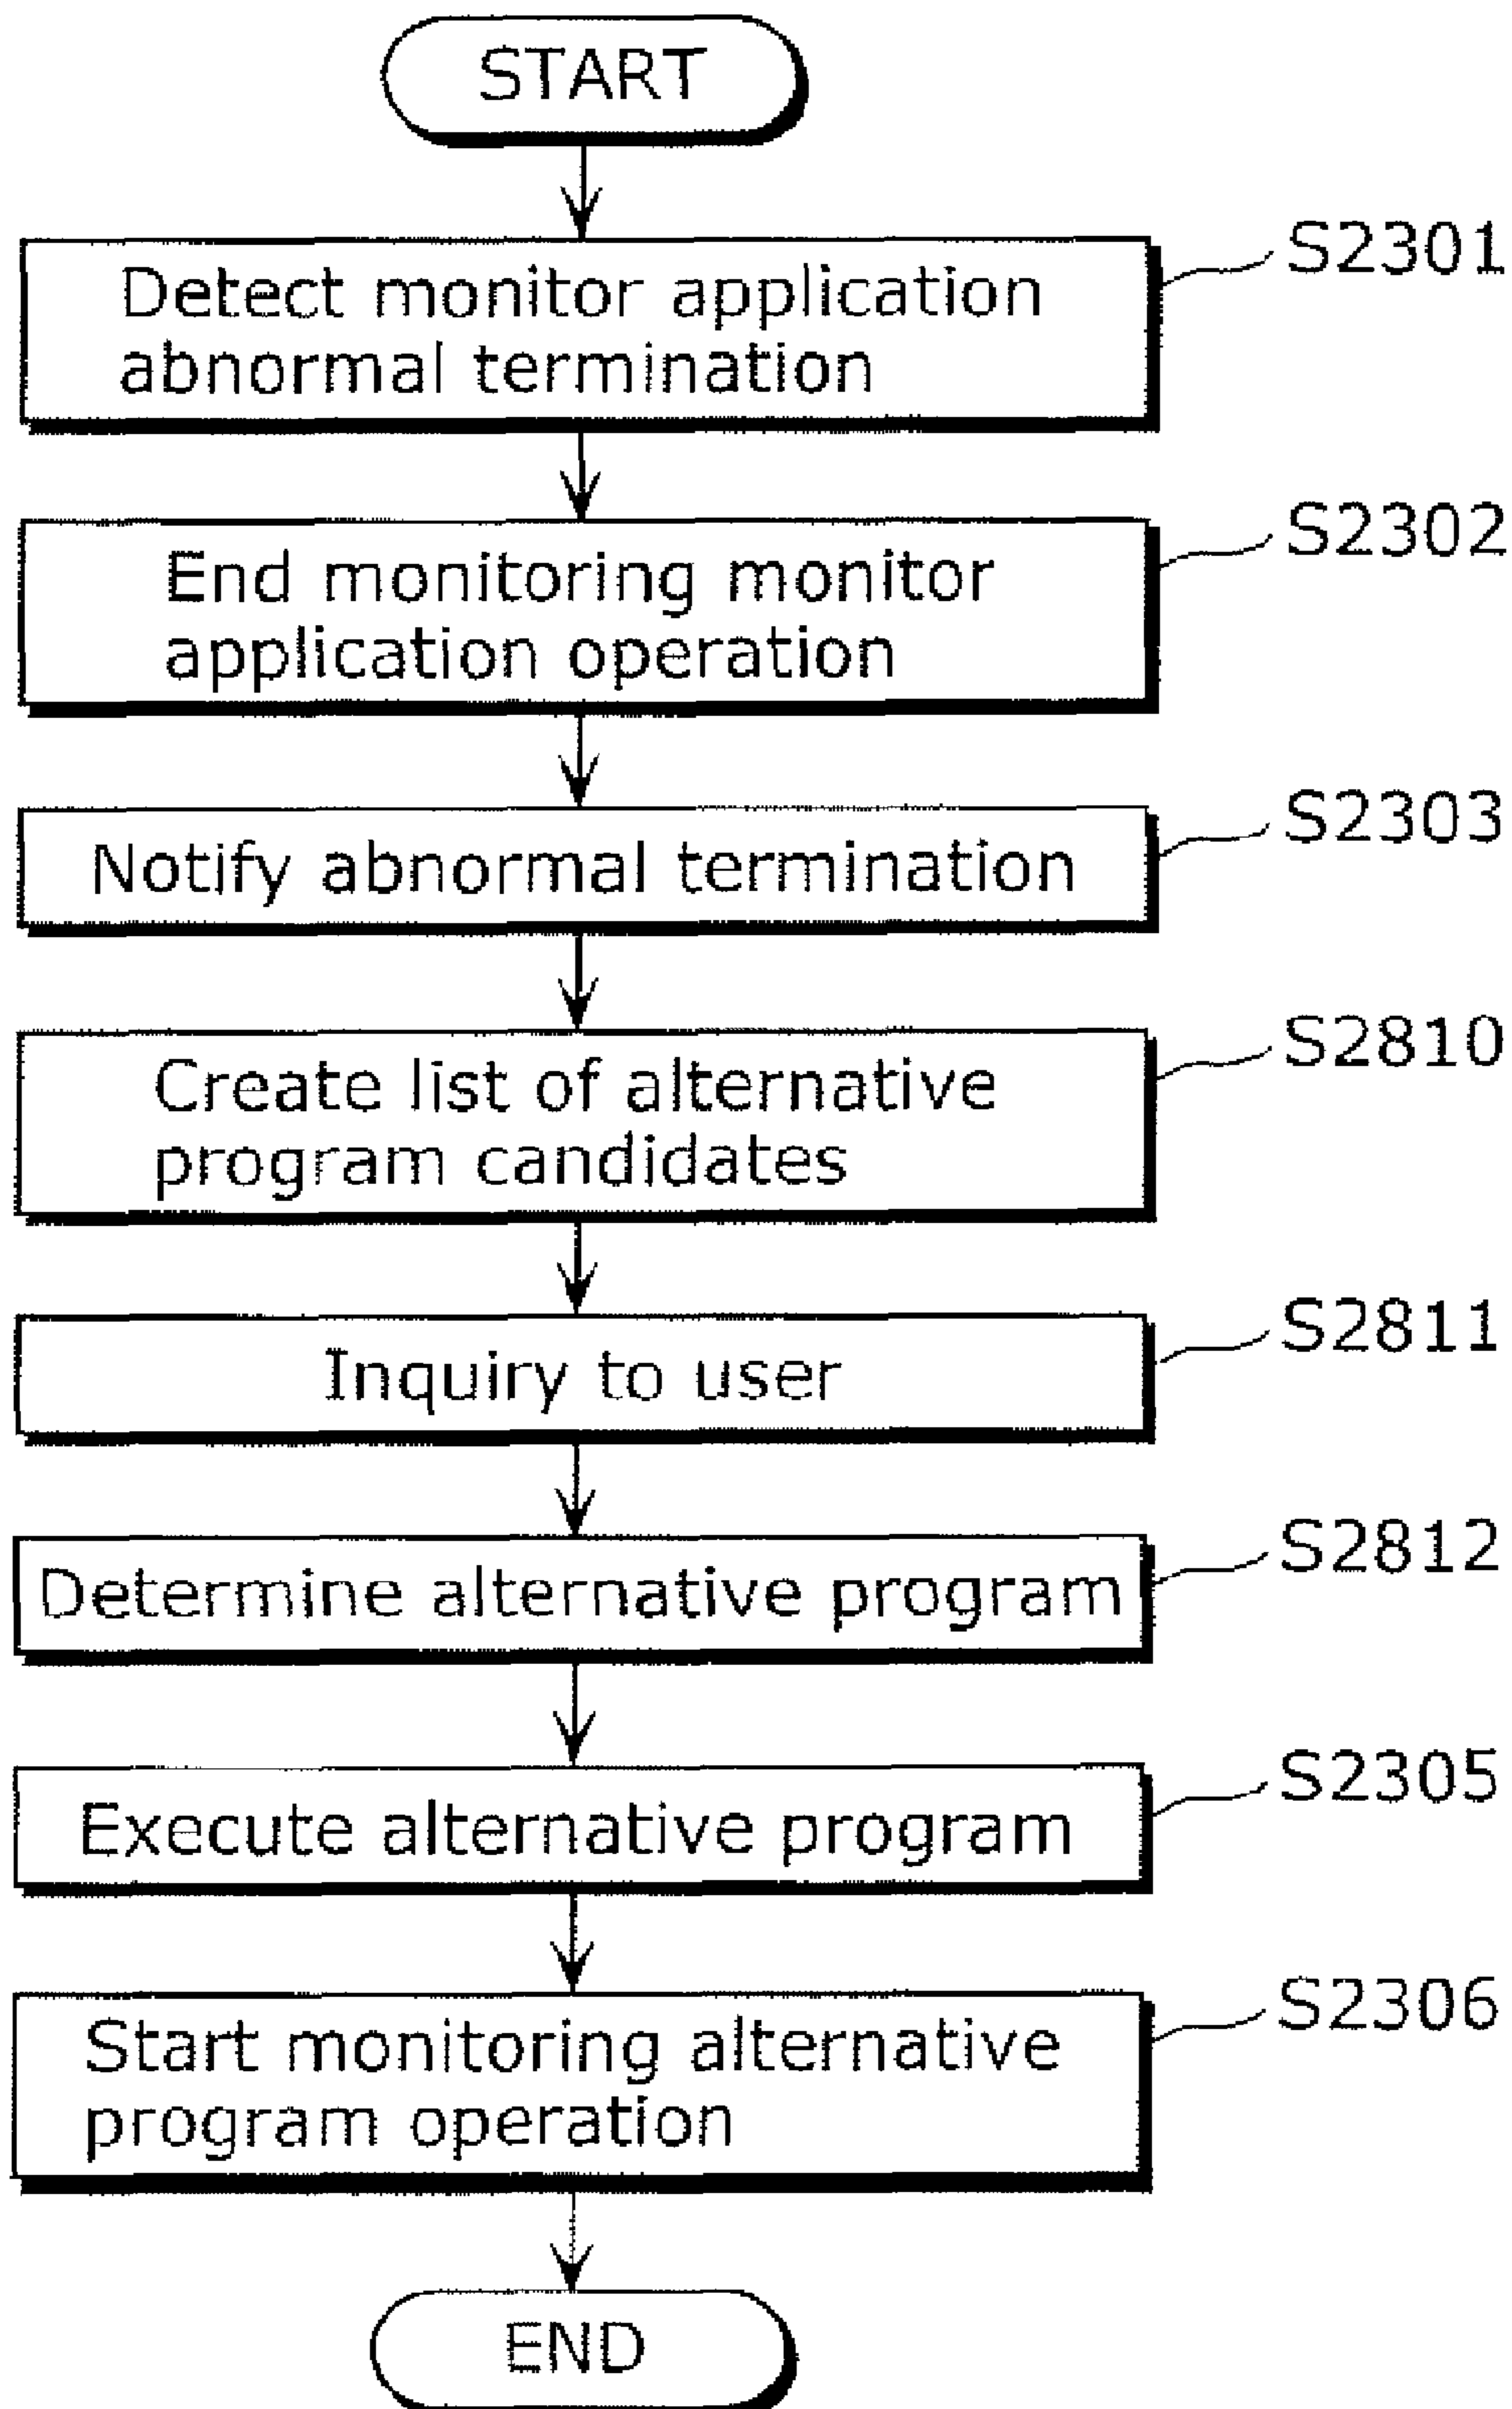 START
Detect monitor application
abnormal termination
S2301
End monitoring monitor
application operation
S2302
Notify abnormal termination
S2303
Create list of alternative
program candidates
S2810
Inquiry to user
S2811
Determine alternative program
S2812
Execute alternative program
S2305
Start monitoring alternative
program operation
S2306
END